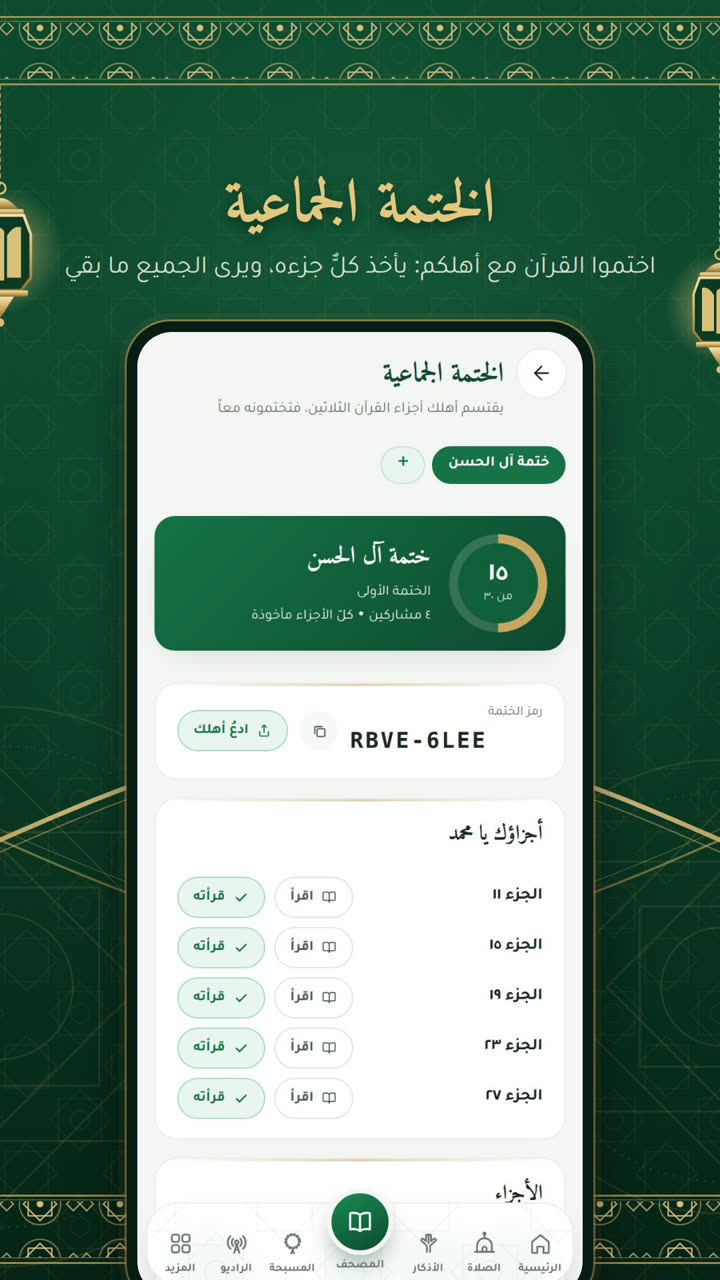 الختمة الجماعية
اختموا القرآن مع أهلكم: يأخذ كلٌّ جزءه، ويرى الجميع ما بقي
الختمة الجماعية
يقتسم أهلك أجزاء القرآن الثلاثين، فتختمونه معاً
ختمة آل الحسن +
ختمة آل الحسن
١٥
من ٣٠
الختمة الأولى
٤ مشاركين • كلّ الأجزاء مأخوذة
رمز الختمة
RBVE-6LEE
ادعُ أهلك
أجزاؤك يا محمد
الجزء ١١ اقرأ قرأته
الجزء ١٥ اقرأ قرأته
الجزء ١٩ اقرأ قرأته
الجزء ٢٣ اقرأ قرأته
الجزء ٢٧ اقرأ قرأته
الأجزاء
الرئيسية الصلاة الأذكار المصحف المسبحة الراديو المزيد